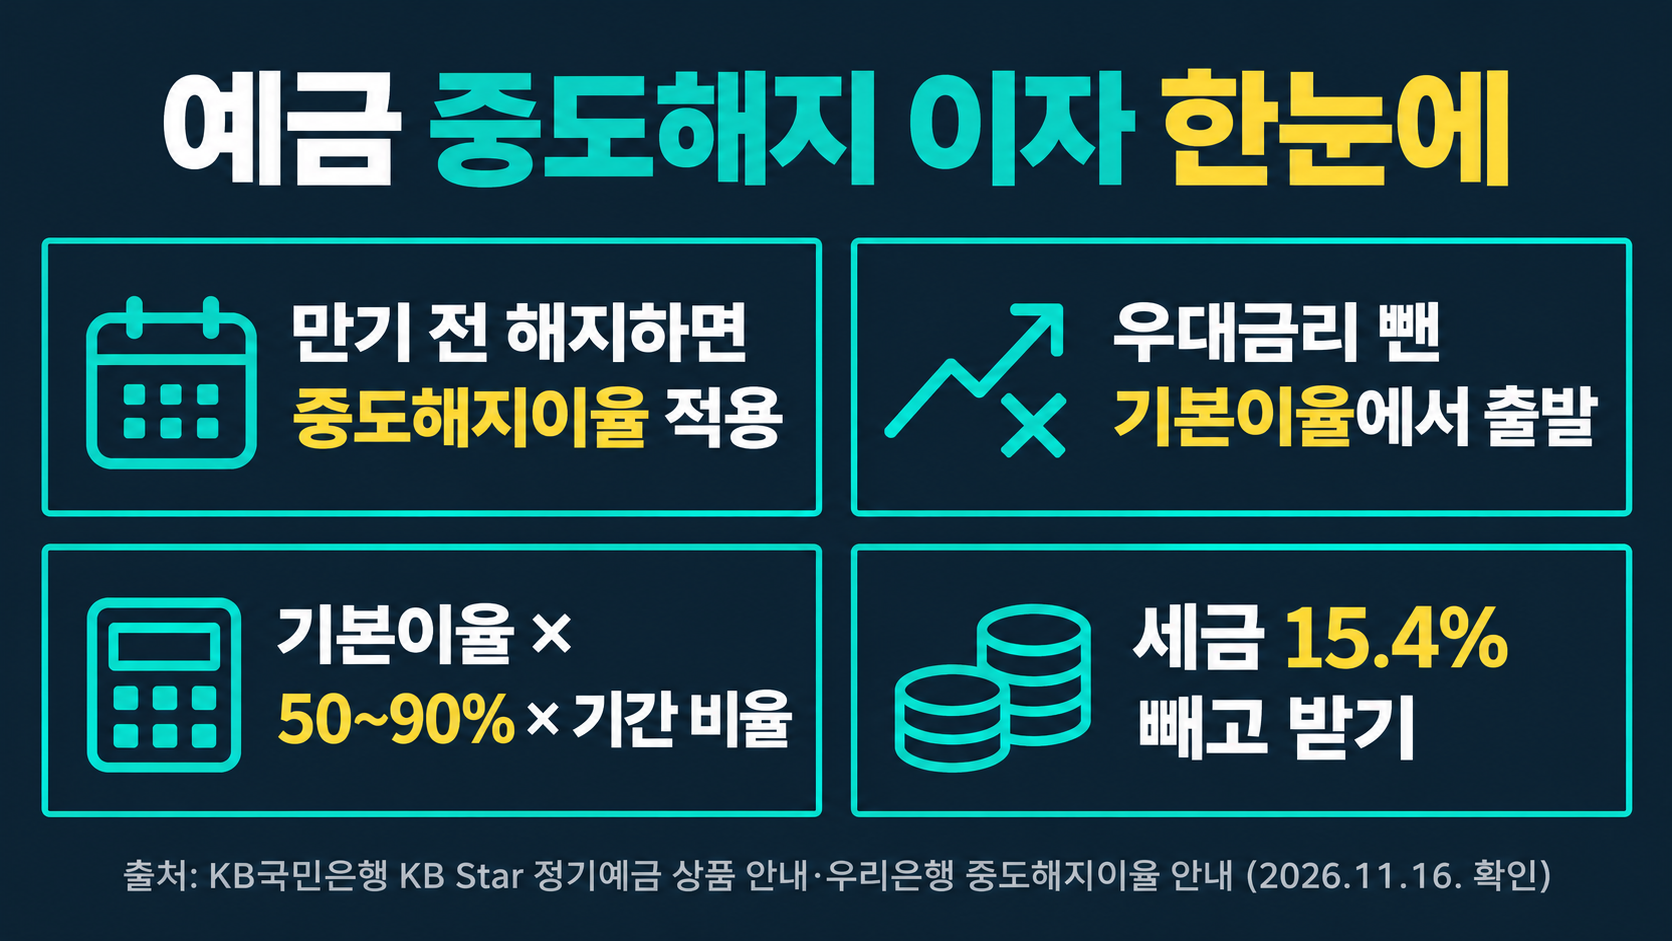 예금 중도해지 이자 한눈에
만기 전 해지하면
중도해지이율 적용
우대금리 뺀
기본이율에서 출발
기본이율 ×
50~90% × 기간 비율
세금 15.4%
빼고 받기
출처: KB국민은행 KB Star 정기예금 상품 안내·우리은행 중도해지이율 안내 (2026.11.16. 확인)